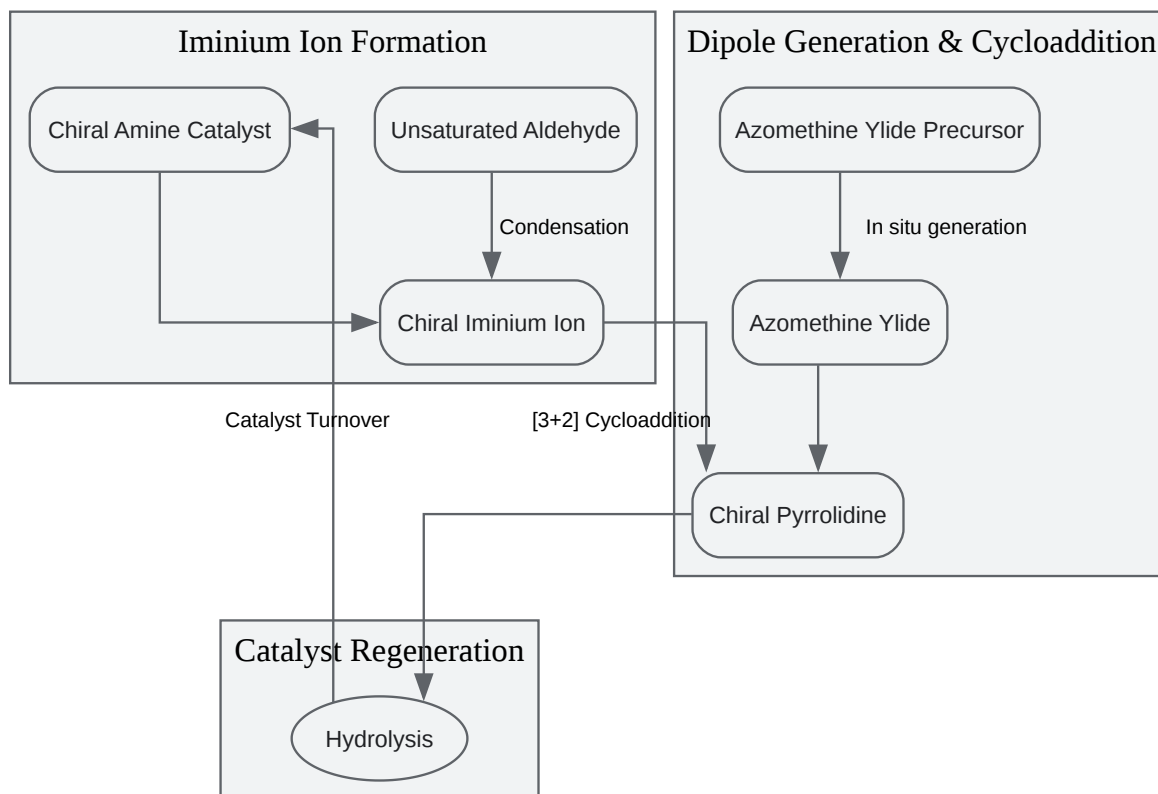 Iminium Ion Formation
Dipole Generation & Cycloaddition
Chiral Amine Catalyst
Unsaturated Aldehyde
Azomethine Ylide Precursor
Condensation
In situ generation
Chiral Iminium Ion
Azomethine Ylide
Catalyst Turnover
[3+2] Cycloaddition
Chiral Pyrrolidine
Catalyst Regeneration
Hydrolysis